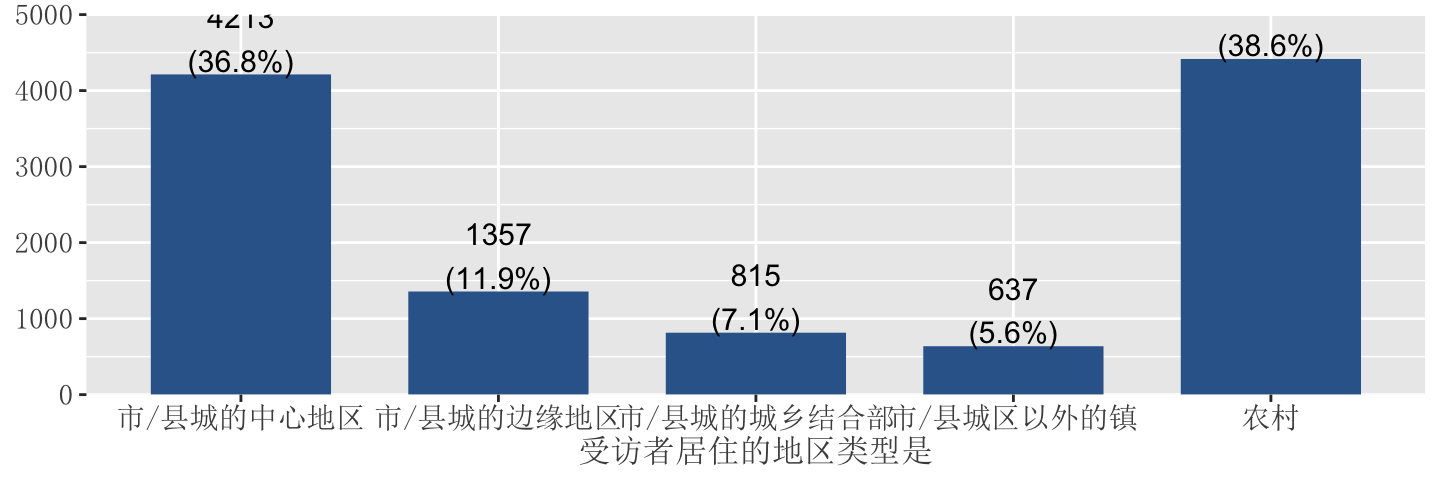 5000
4000
3000
2000
1000
0
4213
(36.8%)
1357
(11.9%)
815
(7.1%)
637
(5.6%)
(38.6%)
市/县城的中心地区
市/县城的边缘地区
市/县城的城乡结合部
市/县城区以外的镇
农村
受访者居住的地区类型是